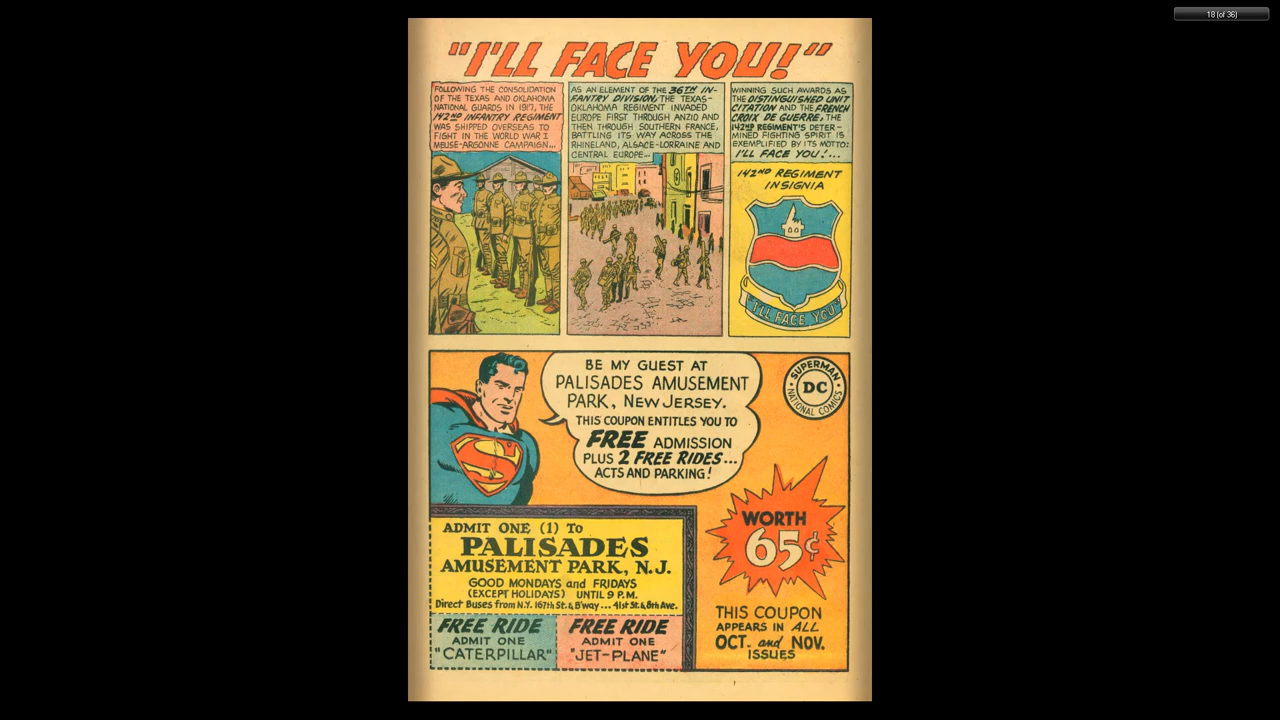 18 (of 36)
"I'LL FACE YOU!"
FOLLOWING THE CONSOLIDATION
OF THE TEXAS AND OKLAHOMA
NATIONAL GUARDS IN 1917, THE
142ND INFANTRY REGIMENT
WAS SHIPPED OVERSEAS TO
FIGHT IN THE WORLD WAR I
MEUSE-ARGONNE CAMPAIGN...
AS AN ELEMENT OF THE 36TH IN-
FANTRY DIVISION, THE TEXAS-
OKLAHOMA REGIMENT INVADED
EUROPE FIRST THROUGH ANZIO AND
THEN THROUGH SOUTHERN FRANCE,
BATTLING ITS WAY ACROSS THE
RHINELAND, ALSACE-LORRAINE AND
CENTRAL EUROPE...
WINNING SUCH AWARDS AS
THE DISTINGUISHED UNIT
CITATION AND THE FRENCH
CROIX DE GUERRE, THE
142ND REGIMENT'S DETER-
MINED FIGHTING SPIRIT IS
EXEMPLIFIED BY ITS MOTTO:
I'LL FACE YOU!...
142ND REGIMENT
INSIGNIA
"I'LL FACE YOU"
BE MY GUEST AT
PALISADES AMUSEMENT
PARK, NEW JERSEY.
THIS COUPON ENTITLES YOU TO
FREE ADMISSION
PLUS 2 FREE RIDES...
ACTS AND PARKING!
SUPERMAN
DC
NATIONAL COMICS
WORTH
65¢
ADMIT ONE (1) TO
PALISADES
AMUSEMENT PARK, N.J.
GOOD MONDAYS and FRIDAYS
(EXCEPT HOLIDAYS) UNTIL 9 P.M.
Direct Buses from N.Y. 167th St. & B'way... 41st St. & 8th Ave.
FREE RIDE
ADMIT ONE
"CATERPILLAR"
FREE RIDE
ADMIT ONE
"JET-PLANE"
THIS COUPON
APPEARS IN ALL
OCT. and NOV.
ISSUES